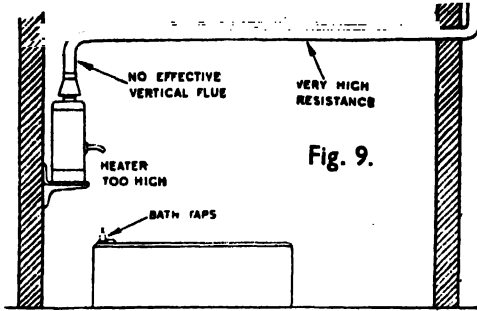 NO EFFECTIVE
VERTICAL FLUE
VERY HIGH
RESISTANCE
Fig. 9.
HEATER
TOO HIGH
BATH TAPS